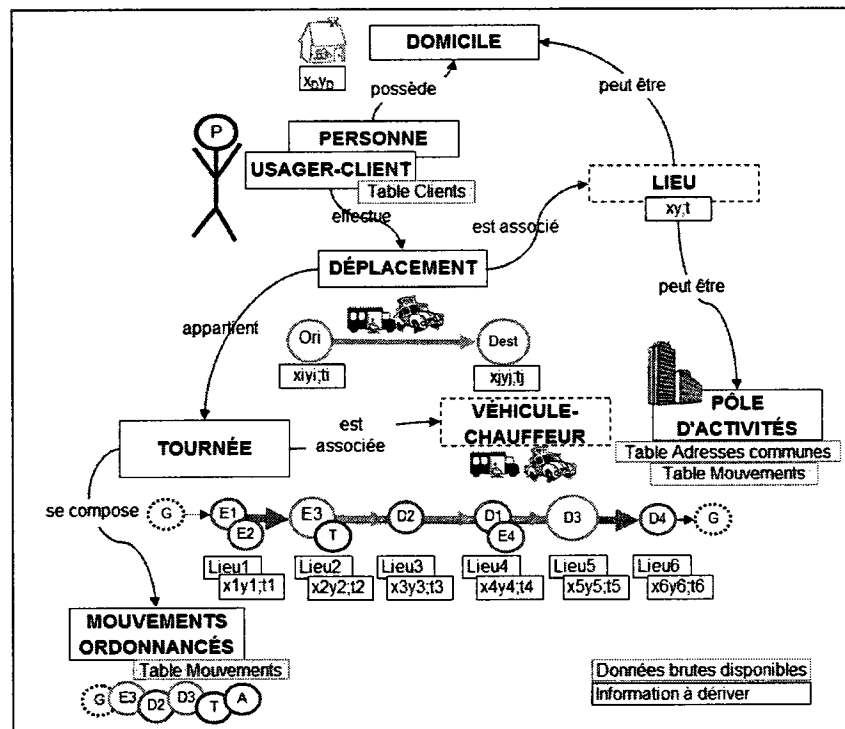 DOMICILE
xDyD
possède
peut être
P
PERSONNE
USAGER-CLIENT
Table Clients
LIEU
xy;t
effectue
est associé
DÉPLACEMENT
peut être
appartient
Ori
Dest
xiyi;ti
xjyj;tj
VÉHICULE-
CHAUFFEUR
PÔLE
D'ACTIVITÉS
est
associée
TOURNÉE
Table Adresses communes
Table Mouvements
se compose
G E1 E2 E3 T D2 D1 E4 D3 D4 G
Lieu1 Lieu2 Lieu3 Lieu4 Lieu5 Lieu6
x1y1;t1 x2y2;t2 x3y3;t3 x4y4;t4 x5y5;t5 x6y6;t6
MOUVEMENTS
ORDONNANCÉS
Table Mouvements
Données brutes disponibles
Information à dériver
G E3 D2 D3 T A